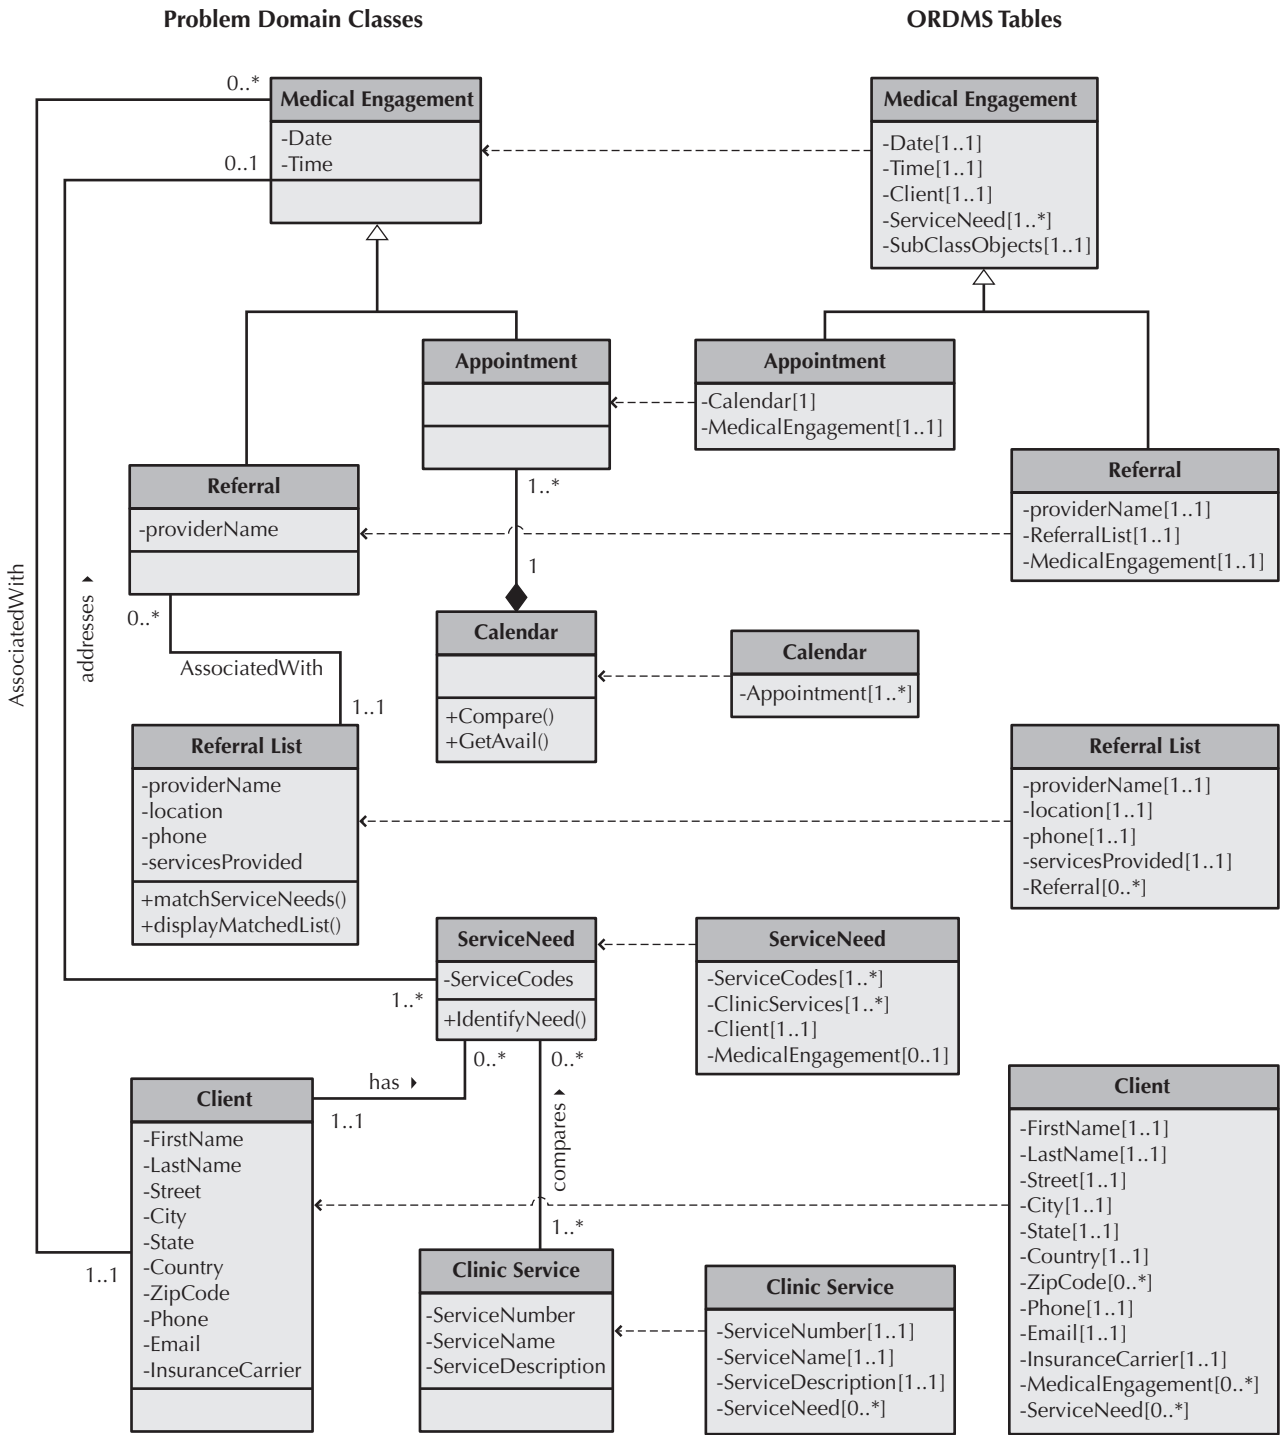 Problem Domain Classes
ORDMS Tables
0..*
Medical Engagement
-Date
-Time
0..1
Medical Engagement
-Date[1..1]
-Time[1..1]
-Client[1..1]
-ServiceNeed[1..*]
-SubClassObjects[1..1]
Appointment
Appointment
-Calendar[1]
-MedicalEngagement[1..1]
Referral
-providerName
1..*
Referral
-providerName[1..1]
-ReferralList[1..1]
-MedicalEngagement[1..1]
AssociatedWith
addresses
0..*
AssociatedWith
1..1
1
Calendar
+Compare()
+GetAvail()
Calendar
-Appointment[1..*]
Referral List
-providerName
-location
-phone
-servicesProvided
+matchServiceNeeds()
+displayMatchedList()
Referral List
-providerName[1..1]
-location[1..1]
-phone[1..1]
-servicesProvided[1..1]
-Referral[0..*]
ServiceNeed
-ServiceCodes
+IdentifyNeed()
1..*
0..*
0..*
ServiceNeed
-ServiceCodes[1..*]
-ClinicServices[1..*]
-Client[1..1]
-MedicalEngagement[0..1]
has
1..1
compares
1..*
Client
-FirstName
-LastName
-Street
-City
-State
-Country
-ZipCode
-Phone
-Email
-InsuranceCarrier
1..1
Clinic Service
-ServiceNumber
-ServiceName
-ServiceDescription
Clinic Service
-ServiceNumber[1..1]
-ServiceName[1..1]
-ServiceDescription[1..1]
-ServiceNeed[0..*]
Client
-FirstName[1..1]
-LastName[1..1]
-Street[1..1]
-City[1..1]
-State[1..1]
-Country[1..1]
-ZipCode[0..*]
-Phone[1..1]
-Email[1..1]
-InsuranceCarrier[1..1]
-MedicalEngagement[0..*]
-ServiceNeed[0..*]